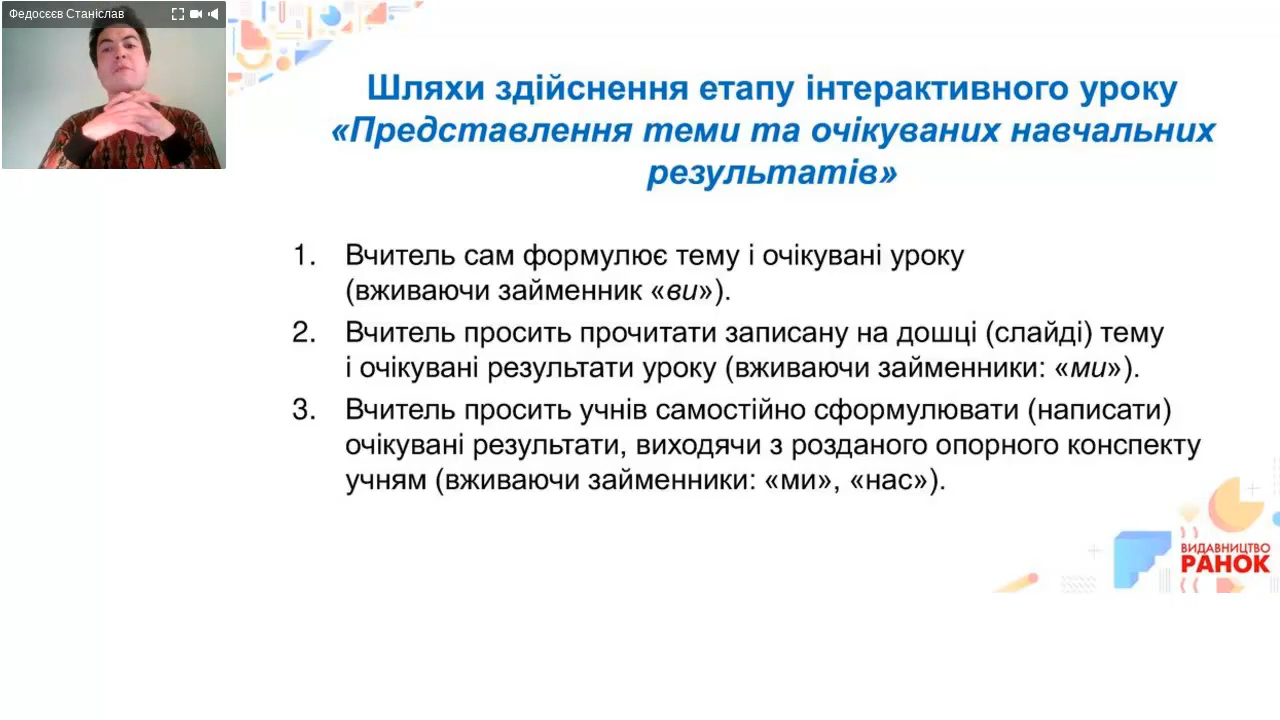 Федосєєв Станіслав
Шляхи здійснення етапу інтерактивного уроку
«Представлення теми та очікуваних навчальних
результатів»
1. Вчитель сам формулює тему і очікувані уроку
(вживаючи займенник «ви»).
2. Вчитель просить прочитати записану на дошці (слайді) тему
і очікувані результати уроку (вживаючи займенники: «ми»).
3. Вчитель просить учнів самостійно сформулювати (написати)
очікувані результати, виходячи з розданого опорного конспекту
учням (вживаючи займенники: «ми», «нас»).
ВИДАВНИЦТВО
РАНОК